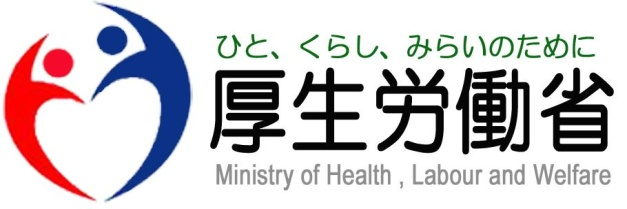 ひと、くらし、みらいのために
厚生労働省
Ministry of Health , Labour and Welfare